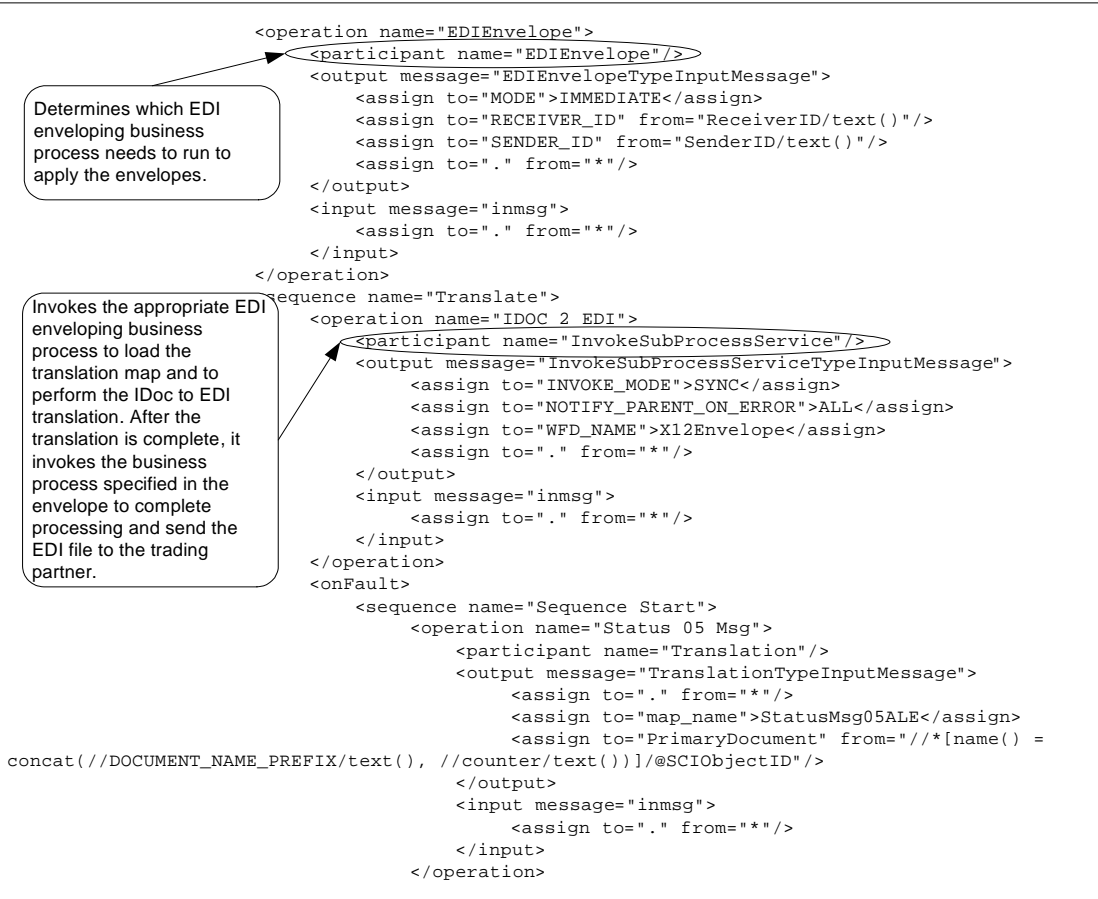 <operation name="EDIEnvelope">
<participant name="EDIEnvelope"/>
<output message="EDIEnvelopeTypeInputMessage">
<assign to="MODE">IMMEDIATE</assign>
<assign to="RECEIVER_ID" from="ReceiverID/text()"/>
<assign to="SENDER_ID" from="SenderID/text()"/>
<assign to="." from="*"/>
</output>
<input message="inmsg">
<assign to="." from="*"/>
</input>
</operation>
Determines which EDI
enveloping business
process needs to run to
apply the envelopes.
sequence name="Translate">
<operation name="IDOC 2 EDI">
<participant name="InvokeSubProcessService"/>
<output message="InvokeSubProcessServiceTypeInputMessage">
<assign to="INVOKE_MODE">SYNC</assign>
<assign to="NOTIFY_PARENT_ON_ERROR">ALL</assign>
<assign to="WFD_NAME">X12Envelope</assign>
<assign to="." from="*"/>
</output>
<input message="inmsg">
<assign to="." from="*"/>
</input>
</operation>
Invokes the appropriate EDI
enveloping business
process to load the
translation map and to
perform the IDoc to EDI
translation. After the
translation is complete, it
invokes the business
process specified in the
envelope to complete
processing and send the
EDI file to the trading
partner.
<onFault>
<sequence name="Sequence Start">
<operation name="Status 05 Msg">
<participant name="Translation"/>
<output message="TranslationTypeInputMessage">
<assign to="." from="*"/>
<assign to="map_name">StatusMsg05ALE</assign>
<assign to="PrimaryDocument" from="//*[name() =
concat(//DOCUMENT_NAME_PREFIX/text(), //counter/text())]/@SCIObjectID"/>
</output>
<input message="inmsg">
<assign to="." from="*"/>
</input>
</operation>